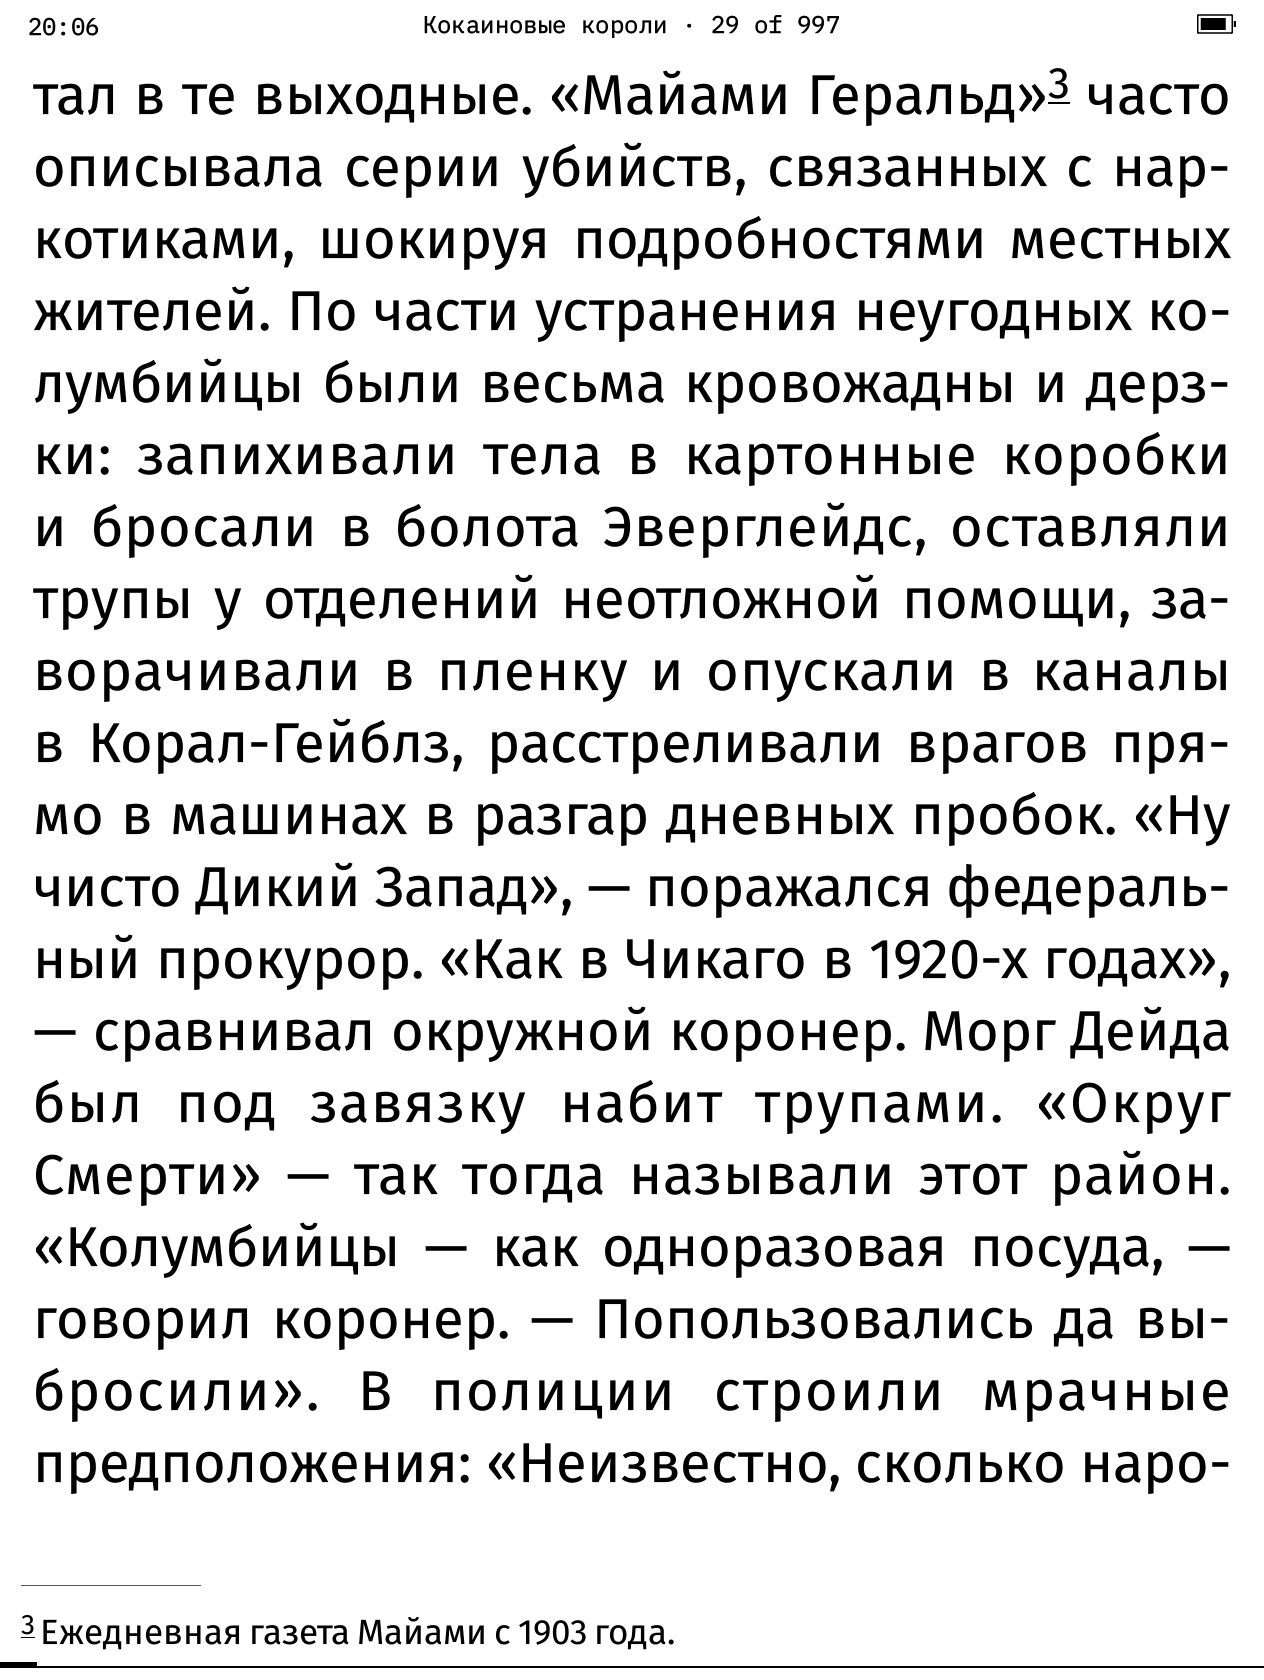 20:06 Кокаиновые короли · 29 of 997
тал в те выходные. «Майами Геральд»3 часто
описывала серии убийств, связанных с нар-
котиками, шокируя подробностями местных
жителей. По части устранения неугодных ко-
лумбийцы были весьма кровожадны и дерз-
ки: запихивали тела в картонные коробки
и бросали в болота Эверглейдс, оставляли
трупы у отделений неотложной помощи, за-
ворачивали в пленку и опускали в каналы
в Корал-Гейблз, расстреливали врагов пря-
мо в машинах в разгар дневных пробок. «Ну
чисто Дикий Запад», — поражался федераль-
ный прокурор. «Как в Чикаго в 1920-х годах»,
— сравнивал окружной коронер. Морг Дейда
был под завязку набит трупами. «Округ
Смерти» — так тогда называли этот район.
«Колумбийцы — как одноразовая посуда, —
говорил коронер. — Попользовались да вы-
бросили». В полиции строили мрачные
предположения: «Неизвестно, сколько наро-
3 Ежедневная газета Майами с 1903 года.